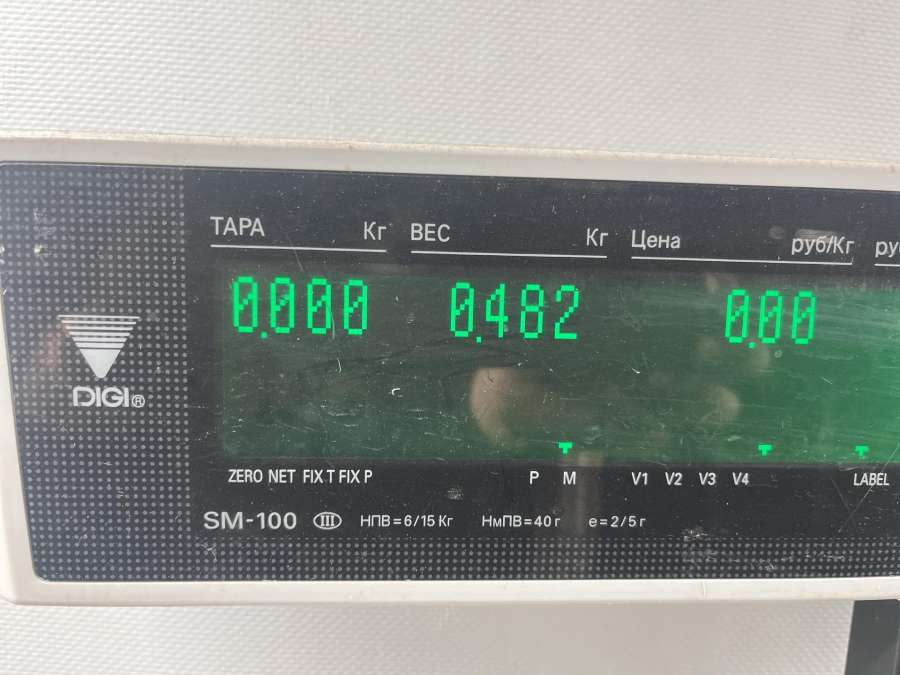 ТАРА Кг ВЕС Кг Цена руб/Кг
0.000 0.482 0.00
DIGI®
ZERO NET FIX T FIX P P M V1 V2 V3 V4 LABEL
SM-100 III НПВ=6/15 Кг НмПВ=40 г е=2/5 г